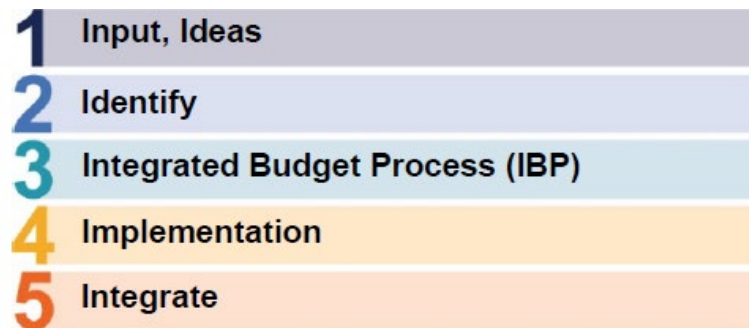 1 Input, Ideas
2 Identify
3 Integrated Budget Process (IBP)
4 Implementation
5 Integrate